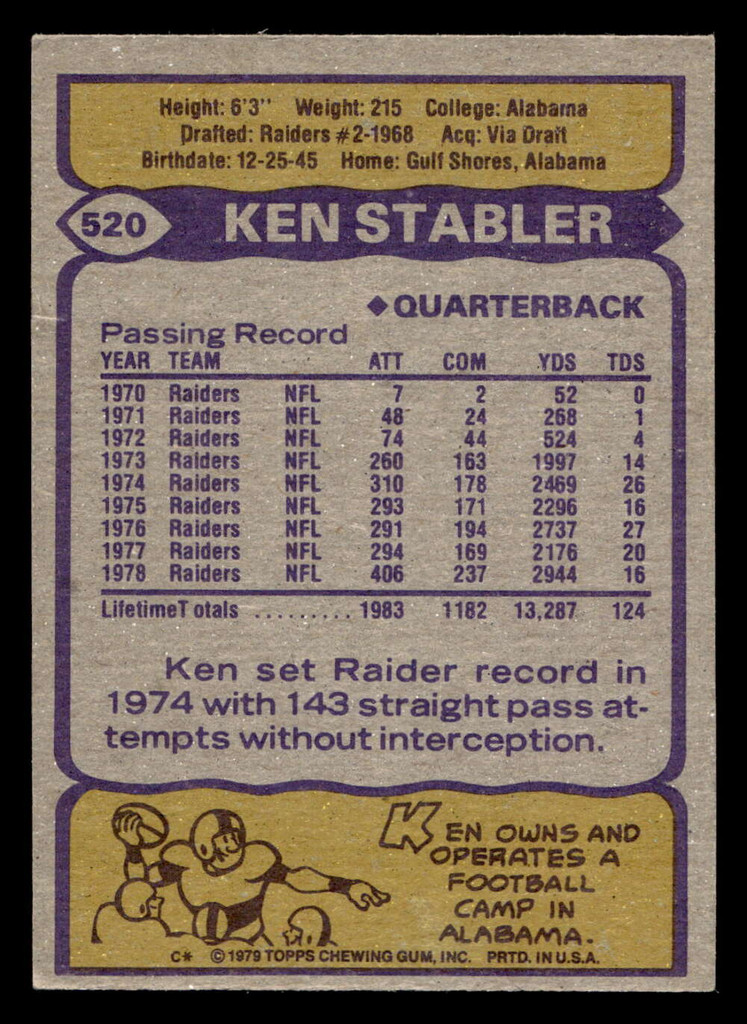 Height: 6'3" Weight: 215 College: Alabama
Drafted: Raiders #2-1968 Acq: Via Draft
Birthdate: 12-25-45 Home: Gulf Shores, Alabama
520 KEN STABLER
◆QUARTERBACK
Passing Record
YEAR TEAM ATT COM YDS TDS
1970 Raiders NFL 7 2 52 0
1971 Raiders NFL 48 24 268 1
1972 Raiders NFL 74 44 524 4
1973 Raiders NFL 260 163 1997 14
1974 Raiders NFL 310 178 2469 26
1975 Raiders NFL 293 171 2296 16
1976 Raiders NFL 291 194 2737 27
1977 Raiders NFL 294 169 2176 20
1978 Raiders NFL 406 237 2944 16
LifetimeT otals ......... 1983 1182 13,287 124
Ken set Raider record in
1974 with 143 straight pass at-
tempts without interception.
KEN OWNS AND
OPERATES A
FOOTBALL
CAMP IN
ALABAMA.
C* ©1979 TOPPS CHEWING GUM, INC. PRTD. IN U.S.A.